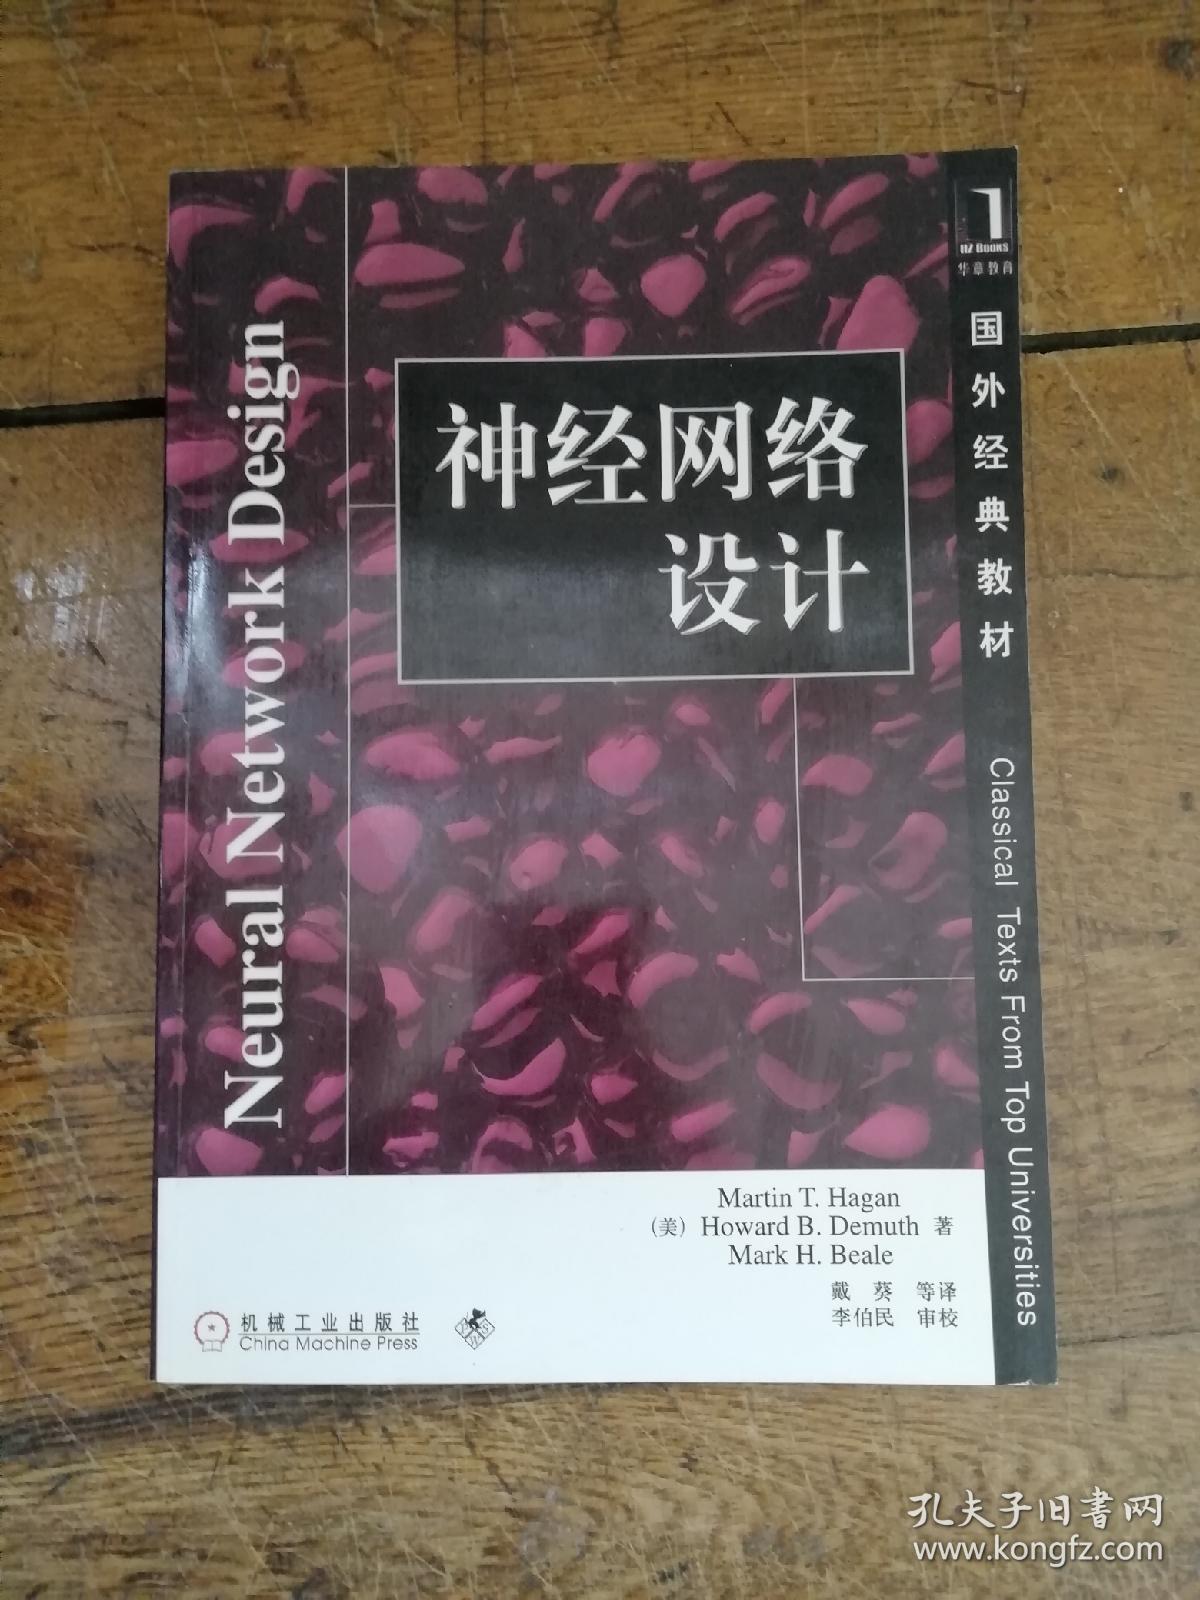 HZ BOOKS
华章教育
国外经典教材
Classical Texts From Top Universities
Neural Network Design
神经网络
设计
Martin T. Hagan
(美) Howard B. Demuth 著
Mark H. Beale
戴 葵 等译
李伯民 审校
机械工业出版社
China Machine Press
孔夫子旧书网
www.kongfz.com